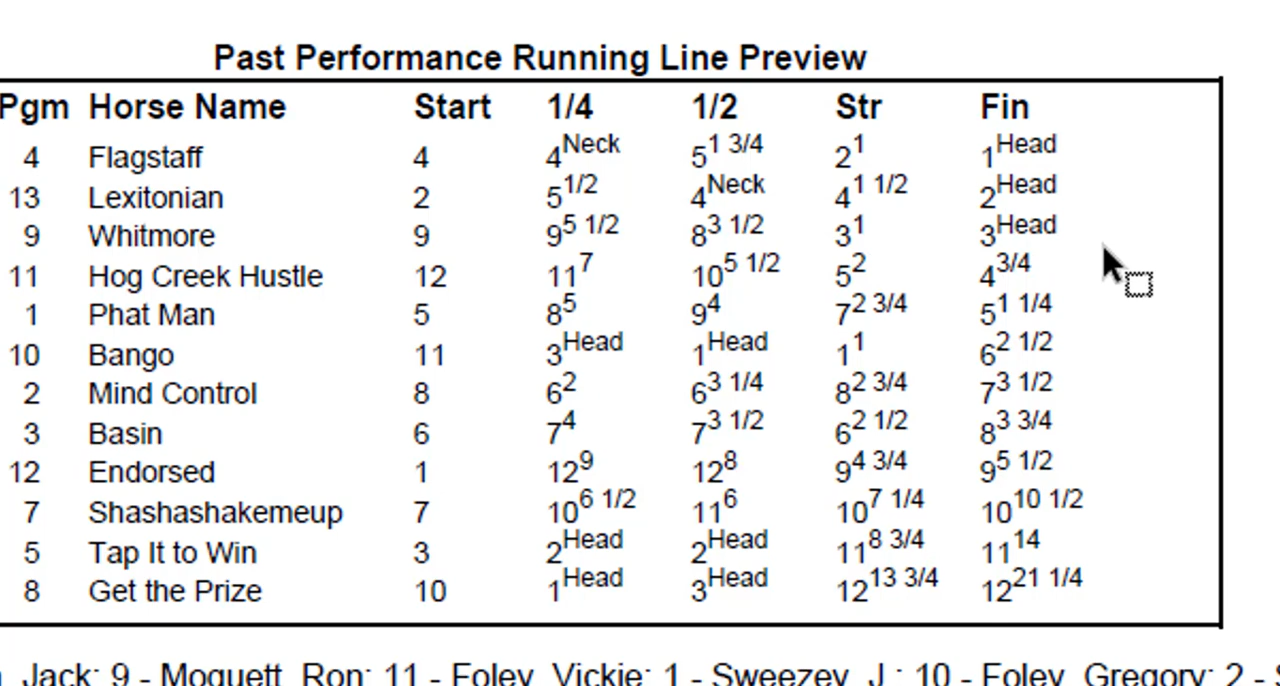 Past Performance Running Line Preview
Pgm Horse Name Start 1/4 1/2 Str Fin
4 Flagstaff 4 4Neck 51 3/4 21 1Head
13 Lexitonian 2 51/2 4Neck 41 1/2 2Head
9 Whitmore 9 95 1/2 83 1/2 31 3Head
11 Hog Creek Hustle 12 117 105 1/2 52 43/4
1 Phat Man 5 85 94 72 3/4 51 1/4
10 Bango 11 3Head 1Head 11 62 1/2
2 Mind Control 8 62 63 1/4 82 3/4 73 1/2
3 Basin 6 74 73 1/2 62 1/2 83 3/4
12 Endorsed 1 129 128 94 3/4 95 1/2
7 Shashashakemeup 7 106 1/2 116 107 1/4 1010 1/2
5 Tap It to Win 3 2Head 2Head 118 3/4 1114
8 Get the Prize 10 1Head 3Head 1213 3/4 1221 1/4
Jack; 9 - Moquett, Ron; 11 - Foley, Vickie; 1 - Sweezey, J.; 10 - Foley, Gregory; 2 -